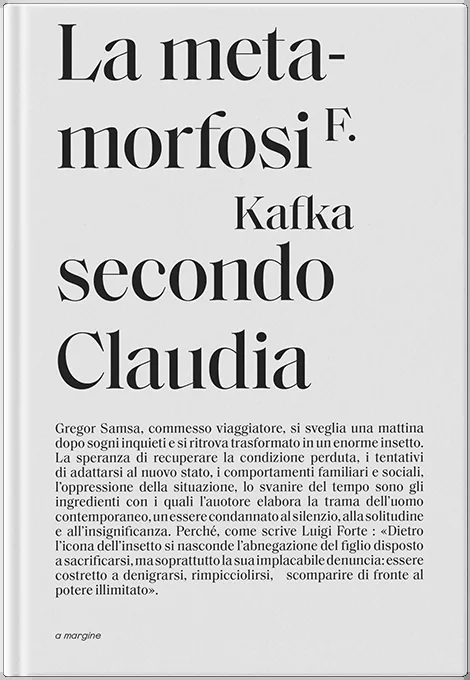 La meta-
morfosi F.
Kafka
secondo
Claudia
Gregor Samsa, commesso viaggiatore, si sveglia una mattina
dopo sogni inquieti e si ritrova trasformato in un enorme insetto.
La speranza di recuperare la condizione perduta, i tentativi
di adattarsi al nuovo stato, i comportamenti familiari e sociali,
l'oppressione della situazione, lo svanire del tempo sono gli
ingredienti con i quali l'auotore elabora la trama dell'uomo
contemporaneo, un essere condannato al silenzio, alla solitudine
e all'insignificanza. Perché, come scrive Luigi Forte : «Dietro
l'icona dell'insetto si nasconde l'abnegazione del figlio disposto
a sacrificarsi, ma soprattutto la sua implacabile denuncia: essere
costretto a denigrarsi, rimpicciolirsi, scomparire di fronte al
potere illimitato».
a margine